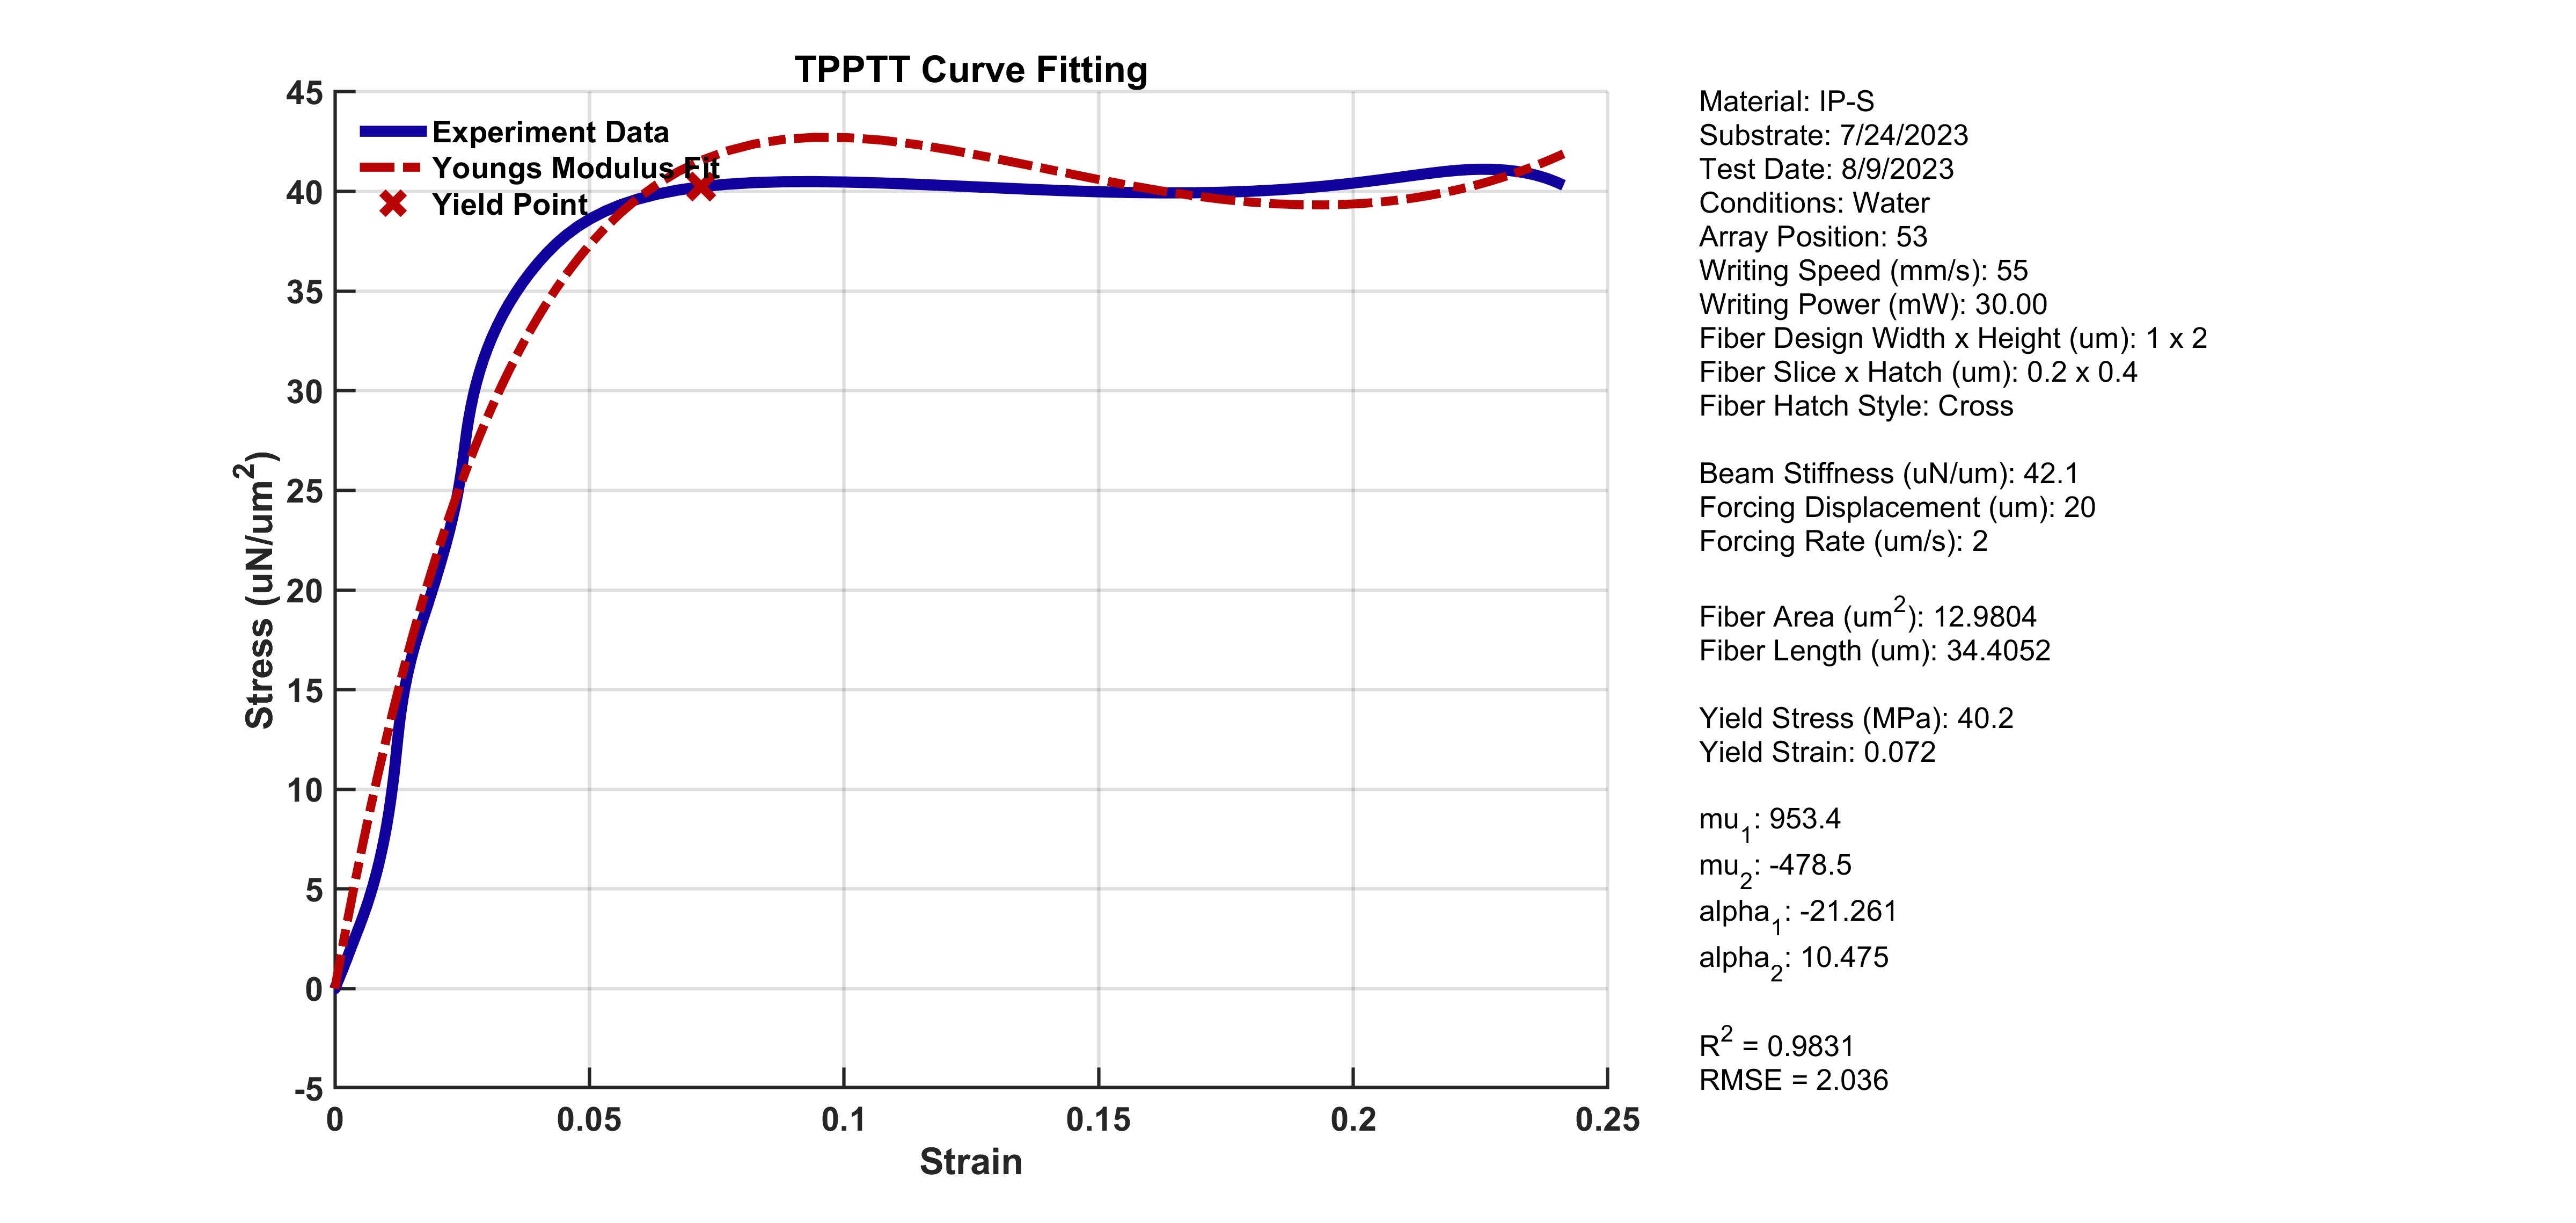 TPPTT Curve Fitting
45
40
35
30
25
20
15
10
5
0
-5
Stress (uN/um²)
Experiment Data
Youngs Modulus Fit
Yield Point
0 0.05 0.1 0.15 0.2 0.25
Strain
Material: IP-S
Substrate: 7/24/2023
Test Date: 8/9/2023
Conditions: Water
Array Position: 53
Writing Speed (mm/s): 55
Writing Power (mW): 30.00
Fiber Design Width x Height (um): 1 x 2
Fiber Slice x Hatch (um): 0.2 x 0.4
Fiber Hatch Style: Cross
Beam Stiffness (uN/um): 42.1
Forcing Displacement (um): 20
Forcing Rate (um/s): 2
Fiber Area (um²): 12.9804
Fiber Length (um): 34.4052
Yield Stress (MPa): 40.2
Yield Strain: 0.072
mu₁: 953.4
mu₂: -478.5
alpha₁: -21.261
alpha₂: 10.475
R² = 0.9831
RMSE = 2.036